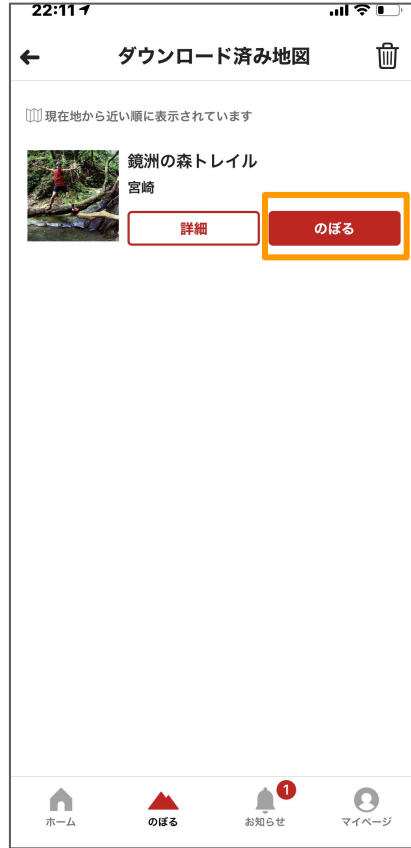 22:11
ダウンロード済み地図
現在地から近い順に表示されています
鏡洲の森トレイル
宮崎
詳細
のぼる
1
ホーム
のぼる
お知らせ
マイページ